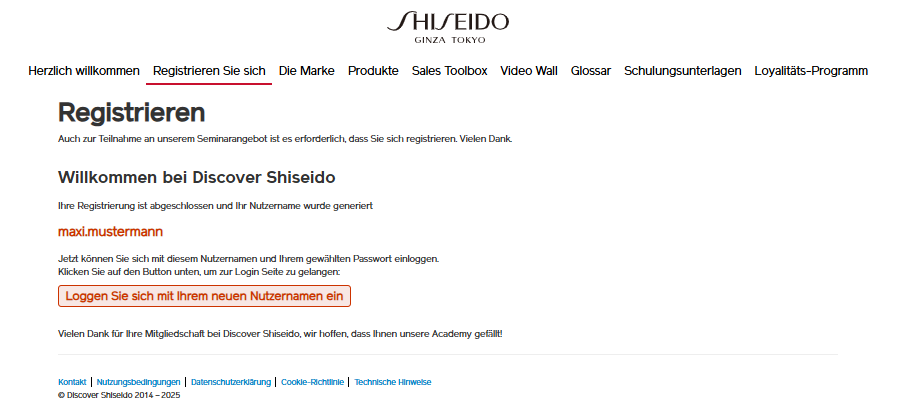 SHISEIDO
GINZA TOKYO
Herzlich willkommen Registrieren Sie sich Die Marke Produkte Sales Toolbox Video Wall Glossar Schulungsunterlagen Loyalitäts-Programm
Registrieren
Auch zur Teilnahme an unserem Seminarangebot ist es erforderlich, dass Sie sich registrieren. Vielen Dank.
Willkommen bei Discover Shiseido
Ihre Registrierung ist abgeschlossen und Ihr Nutzername wurde generiert
maxi.mustermann
Jetzt können Sie sich mit diesem Nutzernamen und Ihrem gewählten Passwort einloggen.
Klicken Sie auf den Button unten, um zur Login Seite zu gelangen:
Loggen Sie sich mit Ihrem neuen Nutzernamen ein
Vielen Dank für Ihre Mitgliedschaft bei Discover Shiseido, wir hoffen, dass Ihnen unsere Academy gefällt!
Kontakt | Nutzungsbedingungen | Datenschutzerklärung | Cookie-Richtlinie | Technische Hinweise
© Discover Shiseido 2014 – 2025